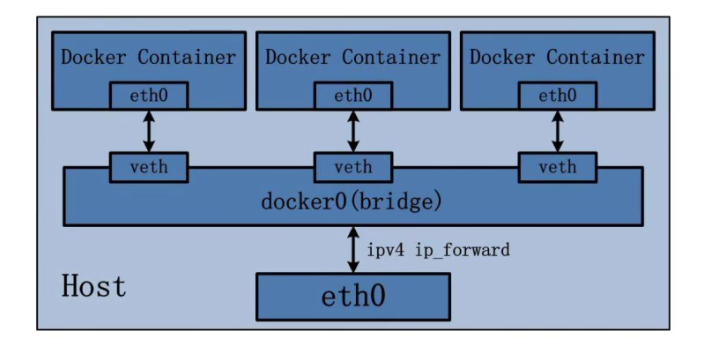 Docker Container
Docker Container
Docker Container
eth0
eth0
eth0
veth
veth
veth
docker0(bridge)
ipv4 ip_forward
Host
eth0